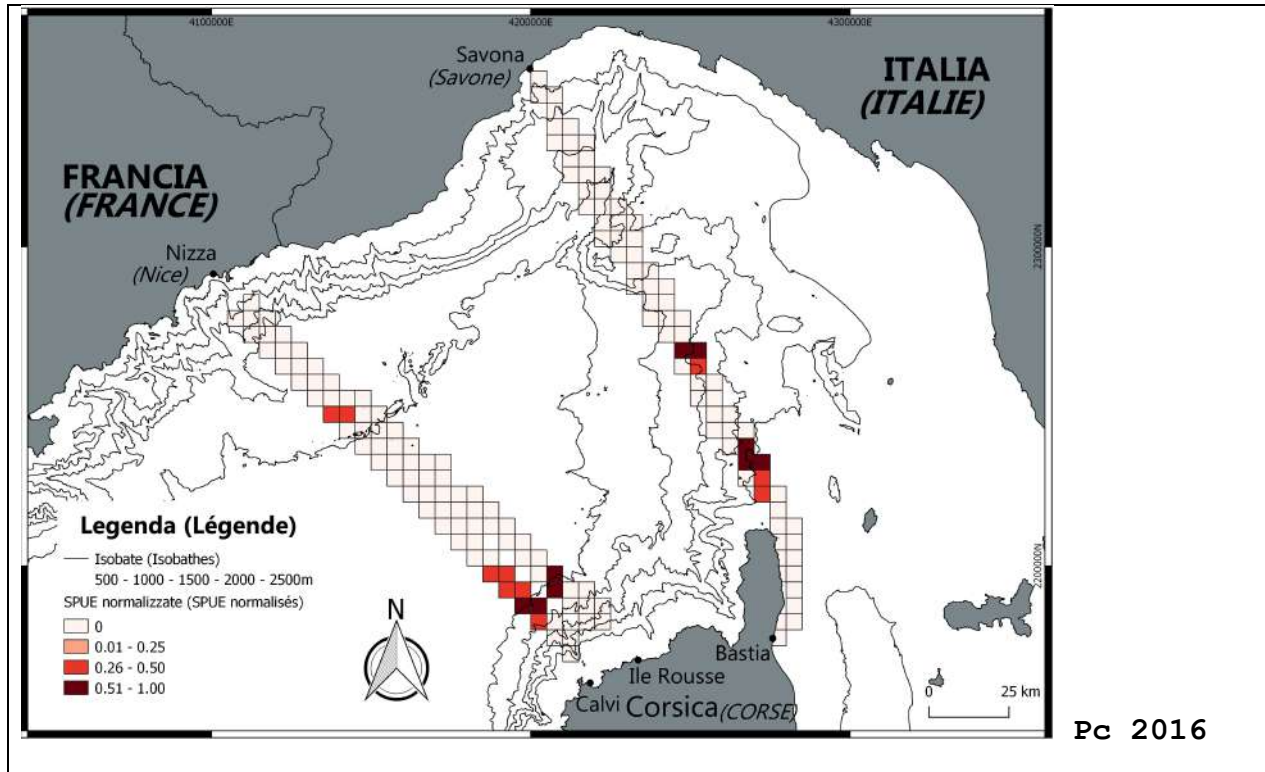 4100000E
4200000E
4300000E
Savona
(Savone)
ITALIA
(ITALIE)
FRANCIA
(FRANCE)
Nizza
(Nice)
2300000N
2200000N
Legenda (Légende)
Isobate (Isobathes)
500 - 1000 - 1500 - 2000 - 2500m
SPUE normalizzate (SPUE normalisés)
0
0.01 - 0.25
0.26 - 0.50
0.51 - 1.00
N
Bastia
Ile Rousse
Calvi
Corsica (CORSE)
0 25 km
Pc 2016